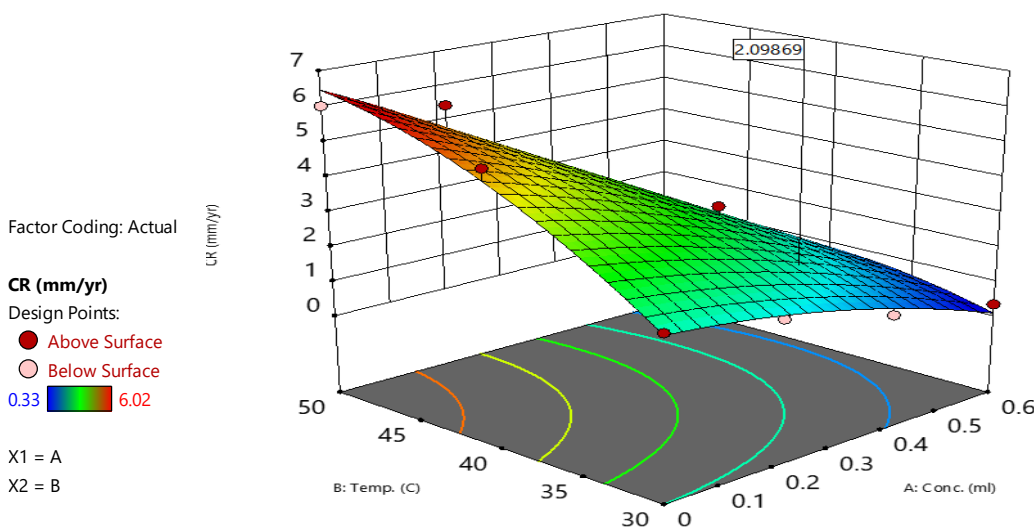 Factor Coding: Actual
CR (mm/yr)
Design Points:
Above Surface
Below Surface
0.33 6.02
X1 = A
X2 = B
2.09869
CR (mm/yr)
7
6
5
4
3
2
1
0
50
45
40
35
30
B: Temp. (C)
0
0.1
0.2
0.3
0.4
0.5
0.6
A: Conc. (ml)